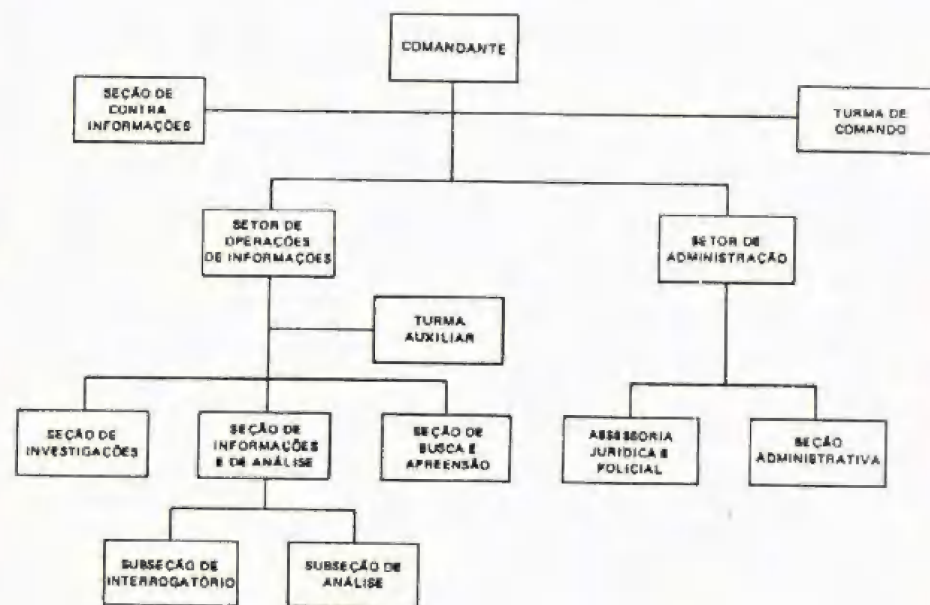 COMANDANTE
SEÇÃO DE
CONTRA
INFORMAÇÕES
TURMA DE
COMANDO
SETOR DE
OPERAÇÕES
DE INFORMAÇÕES
SETOR DE
ADMINISTRAÇÃO
TURMA
AUXILIAR
SEÇÃO DE
INVESTIGAÇÕES
SEÇÃO DE
INFORMAÇÕES
E DE ANÁLISE
SEÇÃO DE
BUSCA E
APREENSÃO
ASSESSORIA
JURÍDICA E
POLICIAL
SEÇÃO
ADMINISTRATIVA
SUBSEÇÃO DE
INTERROGATÓRIO
SUBSEÇÃO DE
ANÁLISE